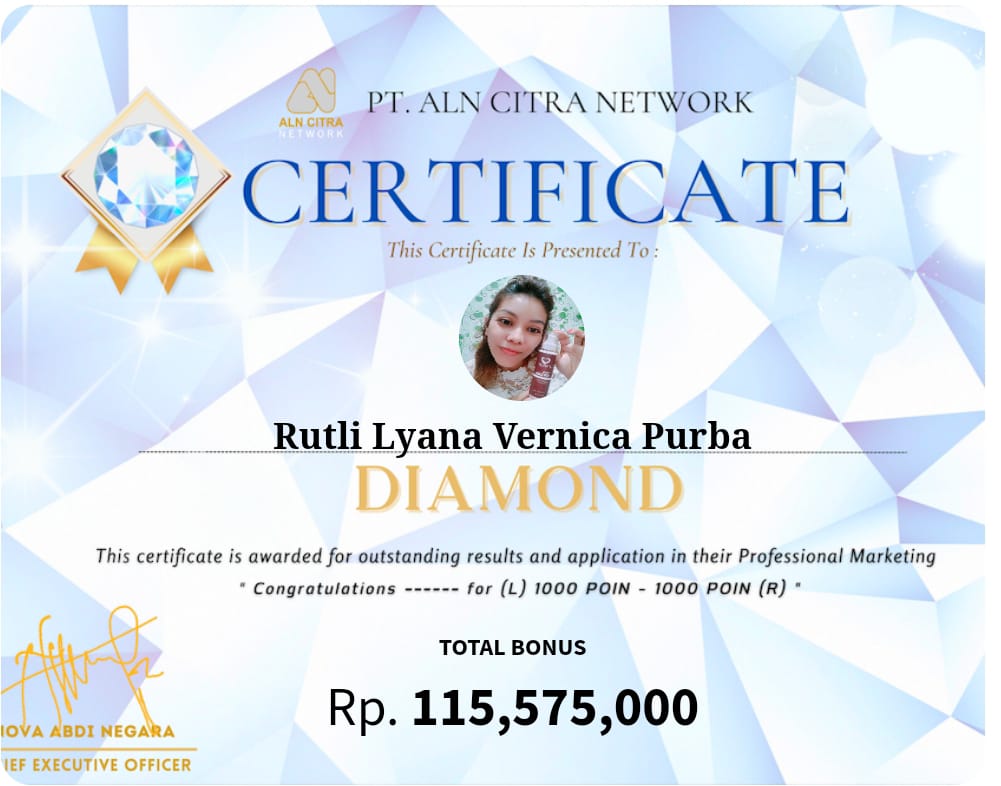 ALN CITRA
NETWORK
PT. ALN CITRA NETWORK
CERTIFICATE
This Certificate Is Presented To :
Rutli Lyana Vernica Purba
DIAMOND
This certificate is awarded for outstanding results and application in their Professional Marketing
" Congratulations ------ for (L) 1000 POIN - 1000 POIN (R) "
TOTAL BONUS
Rp. 115,575,000
IOVA ABDI NEGARA
IEF EXECUTIVE OFFICER